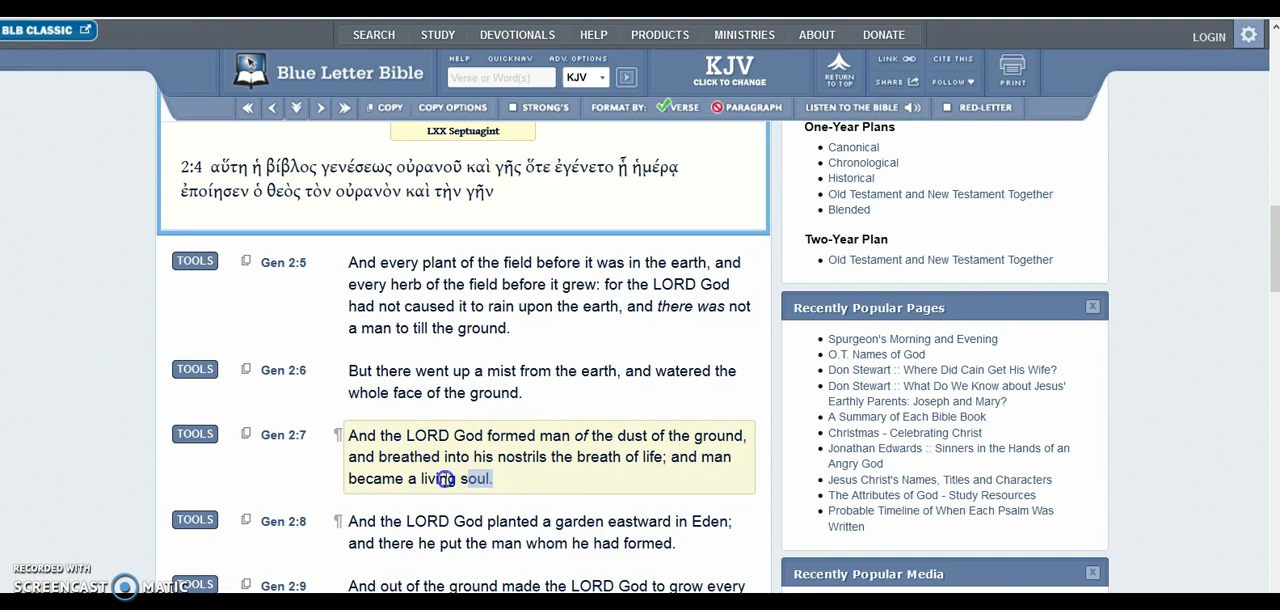 BLB CLASSIC
SEARCH STUDY DEVOTIONALS HELP PRODUCTS MINISTRIES ABOUT DONATE
LOGIN
Blue Letter Bible
HELP QUICKNAV ADV. OPTIONS
Verse or Word(s) KJV
KJV
CLICK TO CHANGE
RETURN
TO TOP
LINK CITE THIS
SHARE FOLLOW
PRINT
COPY COPY OPTIONS STRONG'S FORMAT BY: VERSE PARAGRAPH LISTEN TO THE BIBLE RED-LETTER
LXX Septuagint
2:4 αὕτη ἡ βίβλος γενέσεως οὐρανοῦ καὶ γῆς ὅτε ἐγένετο ᾗ ἡμέρᾳ
ἐποίησεν ὁ θεὸς τὸν οὐρανὸν καὶ τὴν γῆν
TOOLS Gen 2:5 And every plant of the field before it was in the earth, and
every herb of the field before it grew: for the LORD God
had not caused it to rain upon the earth, and there was not
a man to till the ground.
TOOLS Gen 2:6 But there went up a mist from the earth, and watered the
whole face of the ground.
TOOLS Gen 2:7 ¶ And the LORD God formed man of the dust of the ground,
and breathed into his nostrils the breath of life; and man
became a living soul.
TOOLS Gen 2:8 ¶ And the LORD God planted a garden eastward in Eden;
and there he put the man whom he had formed.
TOOLS Gen 2:9 And out of the ground made the LORD God to grow every
One-Year Plans
Canonical
Chronological
Historical
Old Testament and New Testament Together
Blended
Two-Year Plan
Old Testament and New Testament Together
Recently Popular Pages X
Spurgeon's Morning and Evening
O.T. Names of God
Don Stewart :: Where Did Cain Get His Wife?
Don Stewart :: What Do We Know about Jesus'
Earthly Parents: Joseph and Mary?
A Summary of Each Bible Book
Christmas - Celebrating Christ
Jonathan Edwards :: Sinners in the Hands of an
Angry God
Jesus Christ's Names, Titles and Characters
The Attributes of God - Study Resources
Probable Timeline of When Each Psalm Was
Written
Recently Popular Media X
RECORDED WITH
SCREENCAST MATIC